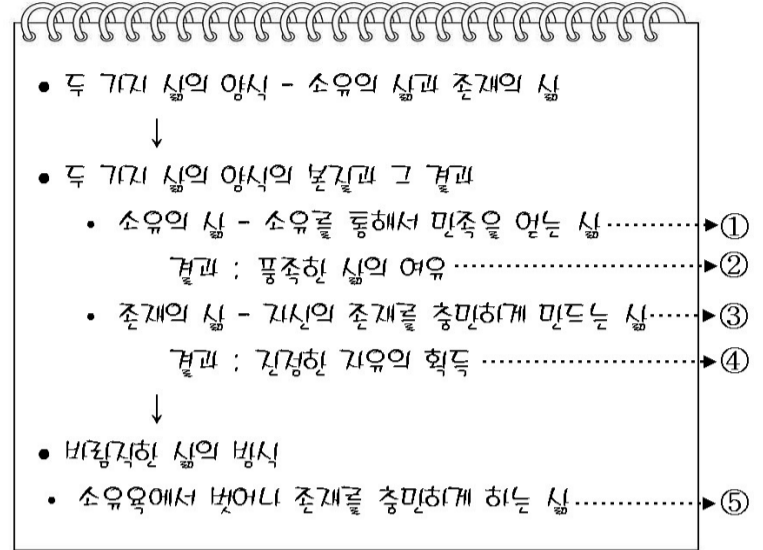 • 두 가지 삶의 양식 - 소유의 삶과 존재의 삶
↓
• 두 가지 삶의 양식의 본질과 그 결과
• 소유의 삶 - 소유를 통해서 만족을 얻는 삶 ············▶①
결과 : 풍족한 삶의 여유 ············▶②
• 존재의 삶 - 자신의 존재를 충만하게 만드는 삶 ······▶③
결과 : 진정한 자유의 획득 ············▶④
↓
• 바람직한 삶의 방식
• 소유욕에서 벗어나 존재를 충만하게 하는 삶 ············▶⑤